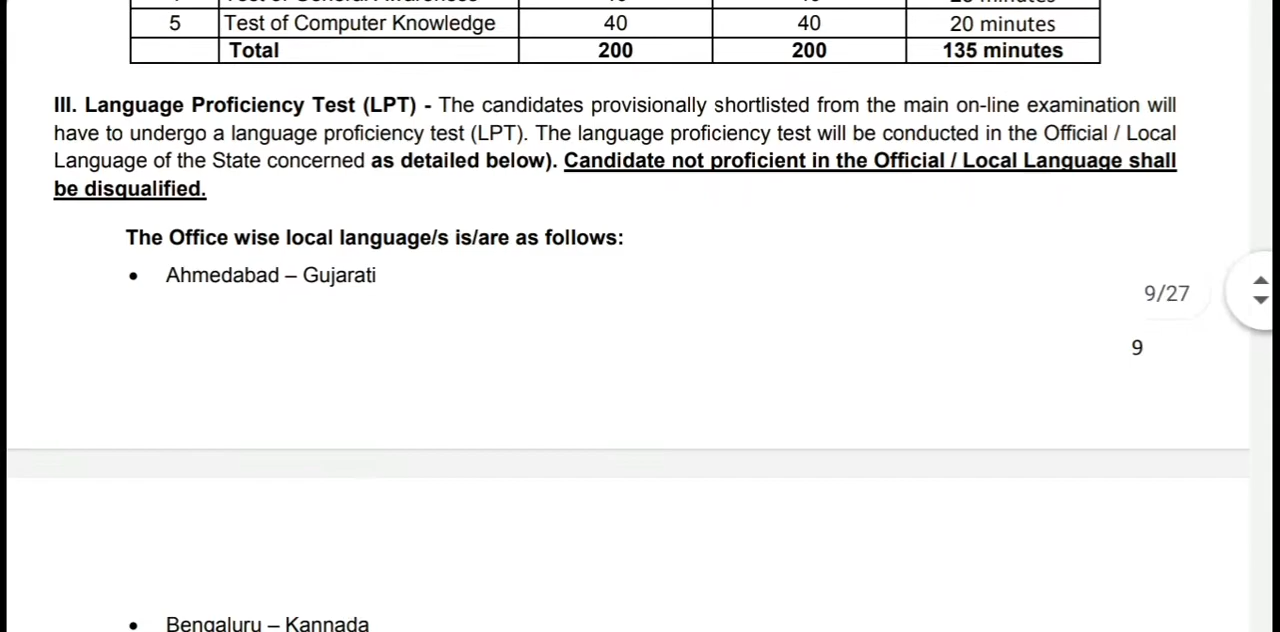 5 Test of Computer Knowledge 40 40 20 minutes
Total 200 200 135 minutes
III. Language Proficiency Test (LPT) - The candidates provisionally shortlisted from the main on-line examination will
have to undergo a language proficiency test (LPT). The language proficiency test will be conducted in the Official / Local
Language of the State concerned as detailed below). Candidate not proficient in the Official / Local Language shall
be disqualified.
The Office wise local language/s is/are as follows:
• Ahmedabad – Gujarati
9/27
9
• Bengaluru – Kannada